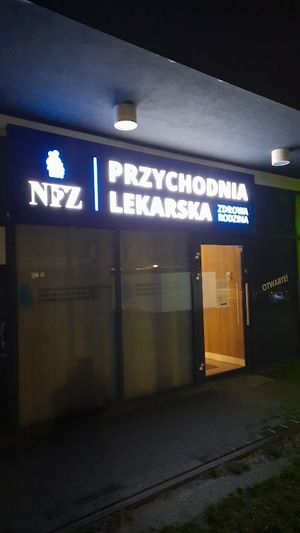 NFZ
PRZYCHODNIA
LEKARSKA
ZDROWA
RODZINA
OTWARTE!